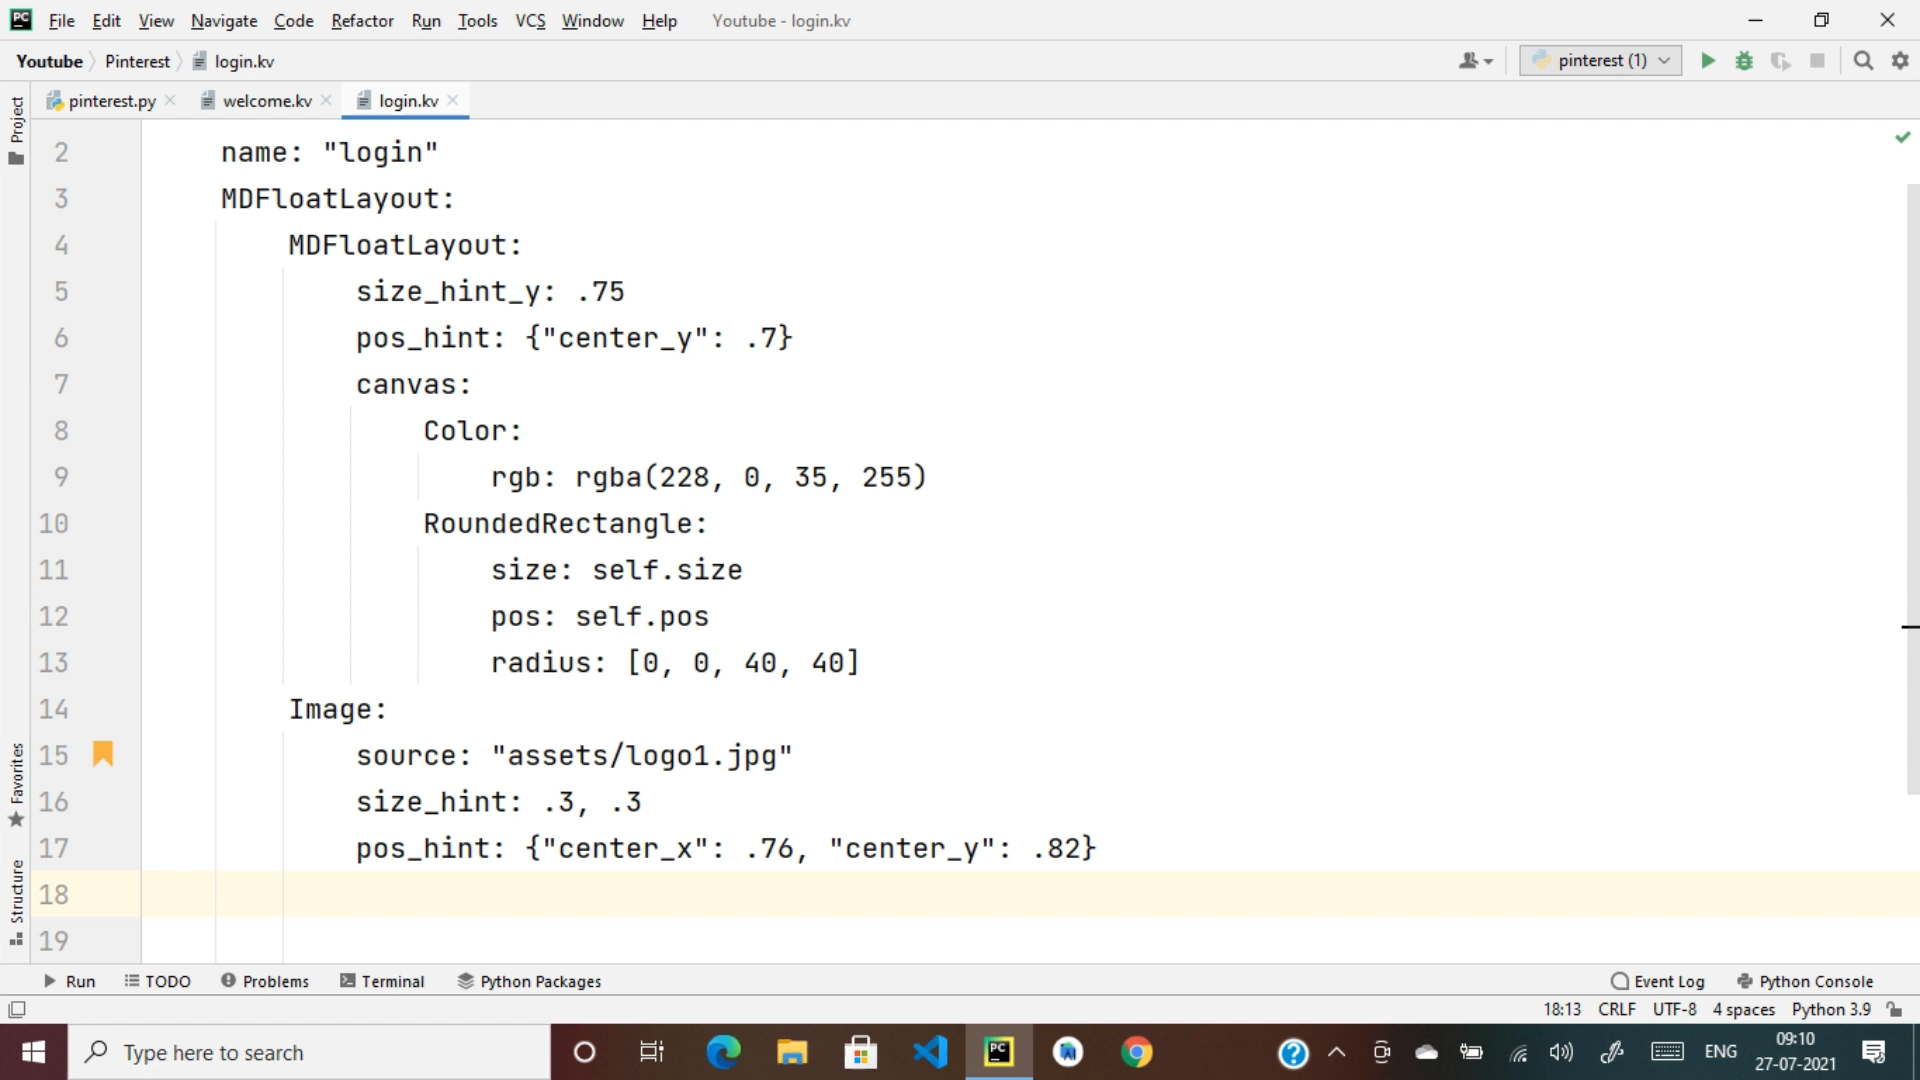 File Edit View Navigate Code Refactor Run Tools VCS Window Help Youtube - login.kv
Youtube Pinterest login.kv pinterest (1)
pinterest.py welcome.kv login.kv
Project
2 name: "login"
3 MDFloatLayout:
4 MDFloatLayout:
5 size_hint_y: .75
6 pos_hint: {"center_y": .7}
7 canvas:
8 Color:
9 rgb: rgba(228, 0, 35, 255)
10 RoundedRectangle:
11 size: self.size
12 pos: self.pos
13 radius: [0, 0, 40, 40]
14 Image:
15 source: "assets/logo1.jpg"
16 size_hint: .3, .3
17 pos_hint: {"center_x": .76, "center_y": .82}
18
19
Favorites
Structure
Run TODO Problems Terminal Python Packages Event Log Python Console
18:13 CRLF UTF-8 4 spaces Python 3.9
Type here to search
ENG
09:10
27-07-2021